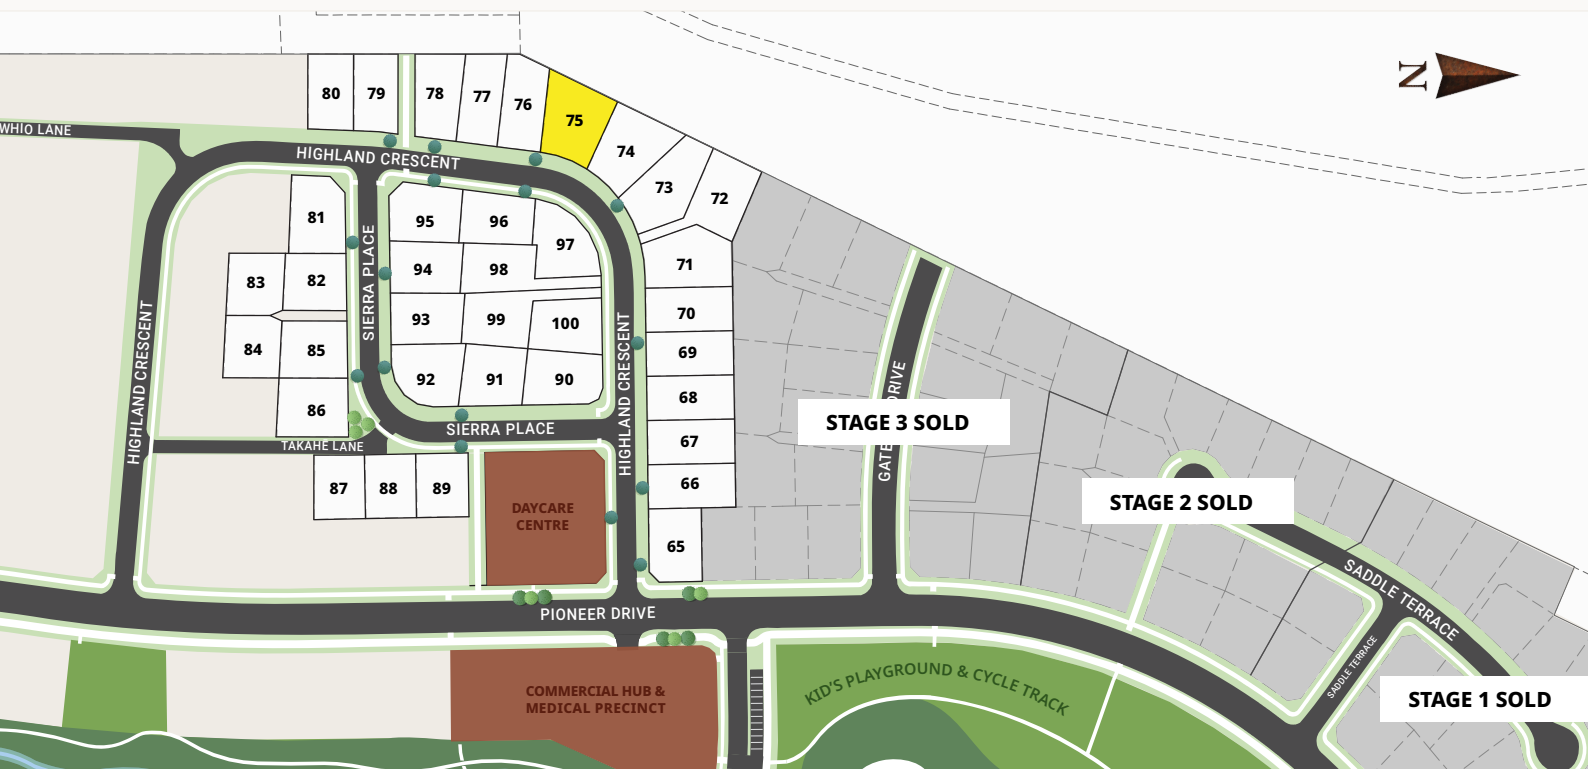 N
80
79
78
77
76
75
74
73
72
WHIO LANE
HIGHLAND CRESCENT
81
82
83
84
85
86
SIERRA PLACE
95
96
97
94
98
93
99
100
92
91
90
71
70
69
68
67
66
65
HIGHLAND CRESCENT
HIGHLAND CRESCENT
SIERRA PLACE
TAKAHE LANE
87
88
89
DAYCARE
CENTRE
GATE DRIVE
STAGE 3 SOLD
STAGE 2 SOLD
SADDLE TERRACE
SADDLE TERRACE
STAGE 1 SOLD
PIONEER DRIVE
COMMERCIAL HUB &
MEDICAL PRECINCT
KID'S PLAYGROUND & CYCLE TRACK